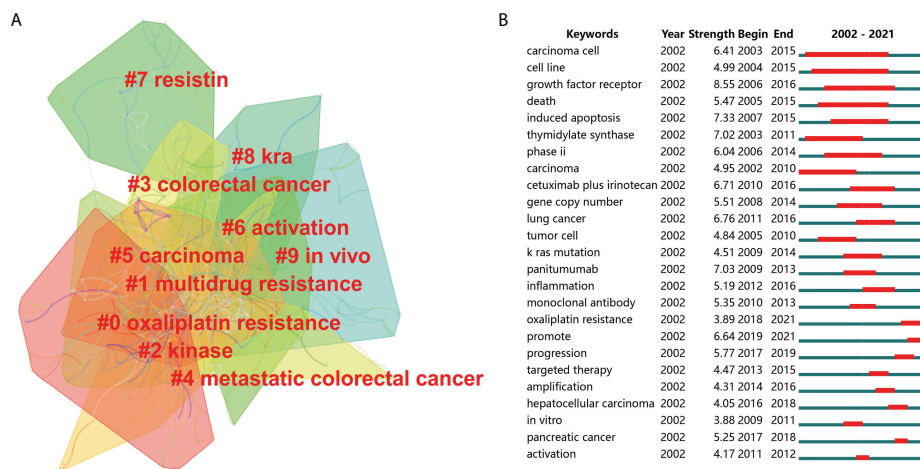 A
#7 resistin
#8 kra
#3 colorectal cancer
#6 activation
#5 carcinoma
#9 in vivo
#1 multidrug resistance
#0 oxaliplatin resistance
#2 kinase
#4 metastatic colorectal cancer
B
Keywords Year Strength Begin End 2002 - 2021
carcinoma cell 2002 6.41 2003 2015
cell line 2002 4.99 2004 2015
growth factor receptor 2002 8.55 2006 2016
death 2002 5.47 2005 2015
induced apoptosis 2002 7.33 2007 2015
thymidylate synthase 2002 7.02 2003 2011
phase ii 2002 6.04 2006 2014
carcinoma 2002 4.95 2002 2010
cetuximab plus irinotecan 2002 6.71 2010 2016
gene copy number 2002 5.51 2008 2014
lung cancer 2002 6.76 2011 2016
tumor cell 2002 4.84 2005 2010
k ras mutation 2002 4.51 2009 2014
panitumumab 2002 7.03 2009 2013
inflammation 2002 5.19 2012 2016
monoclonal antibody 2002 5.35 2010 2013
oxaliplatin resistance 2002 3.89 2018 2021
promote 2002 6.64 2019 2021
progression 2002 5.77 2017 2019
targeted therapy 2002 4.47 2013 2015
amplification 2002 4.31 2014 2016
hepatocellular carcinoma 2002 4.05 2016 2018
in vitro 2002 3.88 2009 2011
pancreatic cancer 2002 5.25 2017 2018
activation 2002 4.17 2011 2012